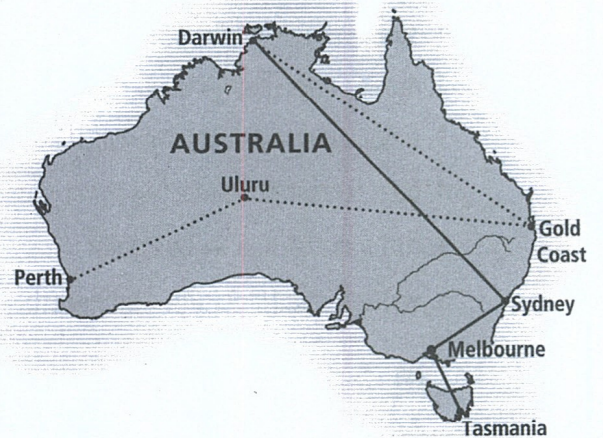 Darwin
AUSTRALIA
Uluru
Gold
Coast
Perth
Sydney
Melbourne
Tasmania